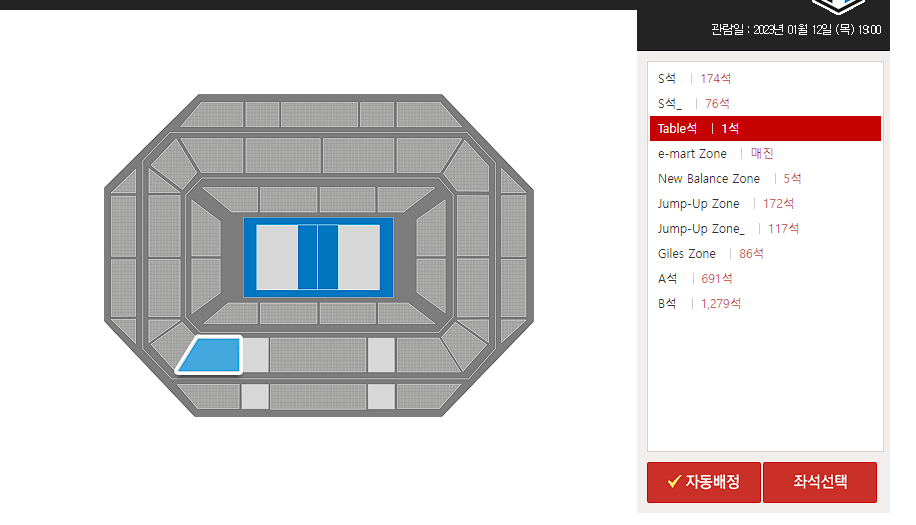 관람일 : 2023년 01월 12일 (목) 19:00
S석 | 174석
S석_ | 76석
Table석 | 1석
e-mart Zone | 매진
New Balance Zone | 5석
Jump-Up Zone | 172석
Jump-Up Zone_ | 117석
Giles Zone | 86석
A석 | 691석
B석 | 1,279석
자동배정 좌석선택